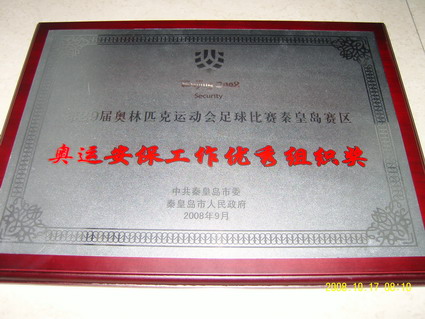 Security
届奥林匹克运动会足球比赛秦皇岛赛区
奥运安保工作优秀组织奖
中共秦皇岛市委
秦皇岛市人民政府
2008年9月
2008-10-17 09:19